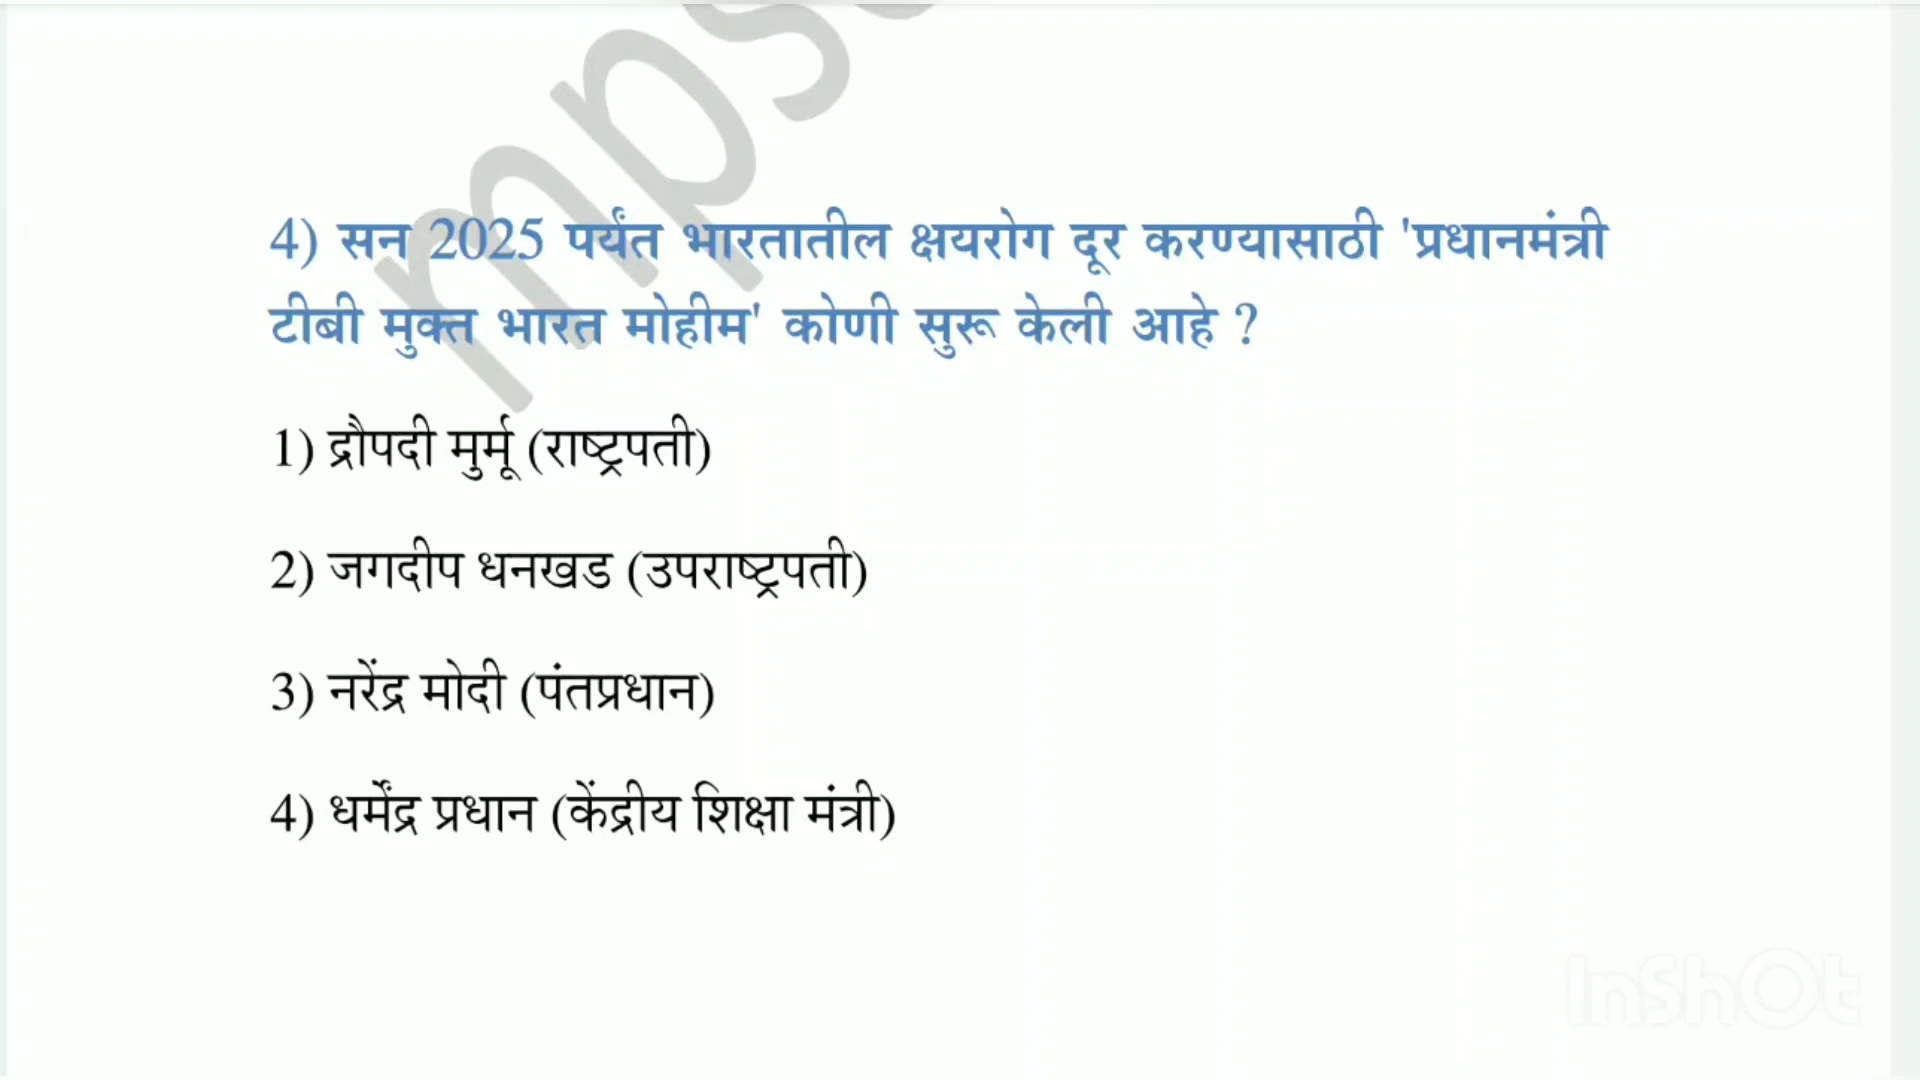 mps
4) सन 2025 पर्यंत भारतातील क्षयरोग दूर करण्यासाठी 'प्रधानमंत्री
टीबी मुक्त भारत मोहीम' कोणी सुरू केली आहे ?
1) द्रौपदी मुर्मू (राष्ट्रपती)
2) जगदीप धनखड (उपराष्ट्रपती)
3) नरेंद्र मोदी (पंतप्रधान)
4) धर्मेंद्र प्रधान (केंद्रीय शिक्षा मंत्री)
InShOt